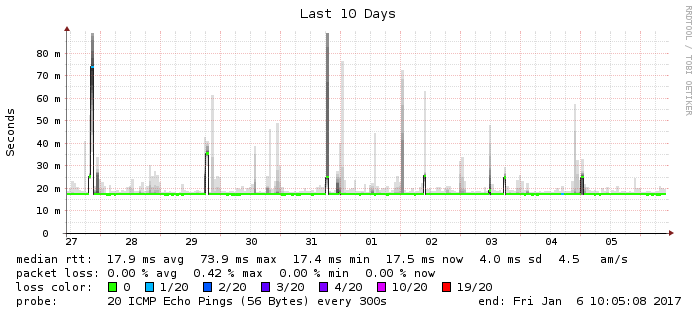 Last 10 Days
RRDTOOL / TOBI OETIKER
Seconds
80 m
70 m
60 m
50 m
40 m
30 m
20 m
10 m
0
27 28 29 30 31 01 02 03 04 05
median rtt: 17.9 ms avg 73.9 ms max 17.4 ms min 17.5 ms now 4.0 ms sd 4.5 am/s
packet loss: 0.00 % avg 0.42 % max 0.00 % min 0.00 % now
loss color: 0 1/20 2/20 3/20 4/20 10/20 19/20
probe: 20 ICMP Echo Pings (56 Bytes) every 300s end: Fri Jan 6 10:05:08 2017